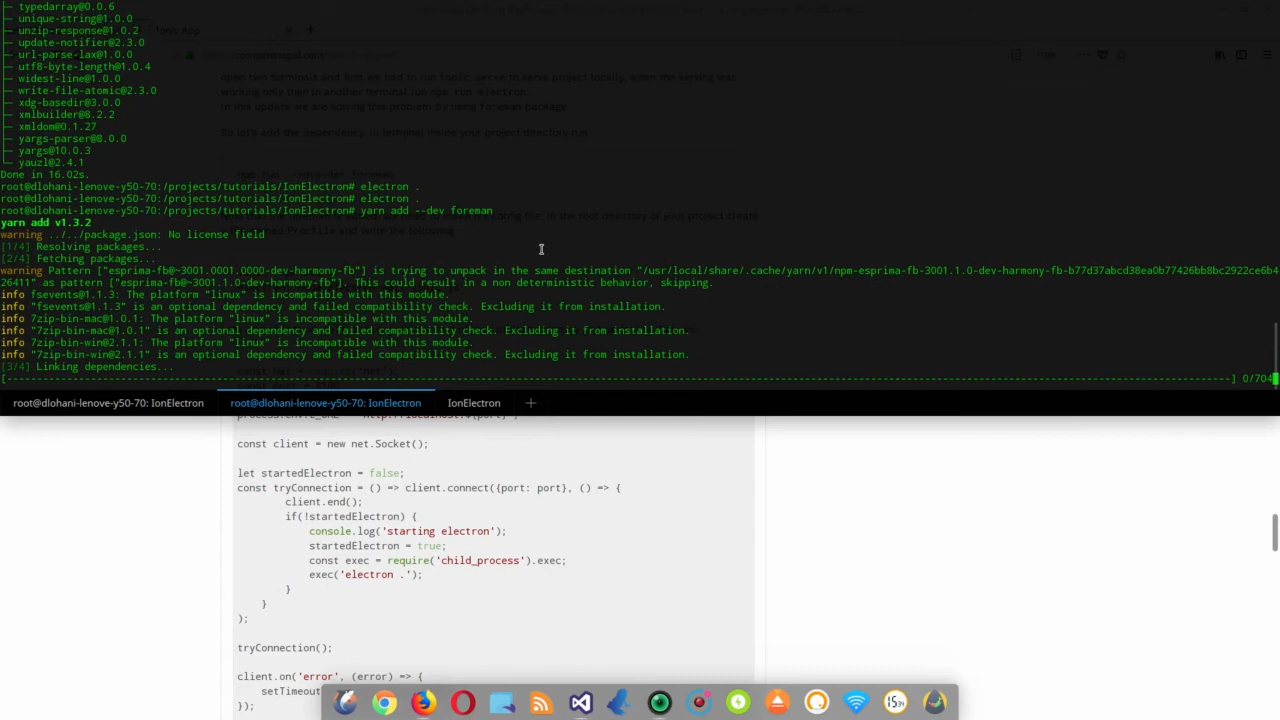 ├─ typedarray@0.0.6
├─ unique-string@1.0.0
├─ unzip-response@1.0.2
├─ update-notifier@2.3.0
├─ url-parse-lax@1.0.0
├─ utf8-byte-length@1.0.4
├─ widest-line@1.0.0
├─ write-file-atomic@2.3.0
├─ xdg-basedir@3.0.0
├─ xmlbuilder@8.2.2
├─ xmldom@0.1.27
├─ yargs-parser@8.0.0
├─ yargs@10.0.3
└─ yauzl@2.4.1
Done in 16.02s.
root@dlohani-lenove-y50-70:/projects/tutorials/IonElectron# electron .
root@dlohani-lenove-y50-70:/projects/tutorials/IonElectron# electron .
root@dlohani-lenove-y50-70:/projects/tutorials/IonElectron# yarn add --dev foreman
yarn add v1.3.2
warning ../../package.json: No license field
[1/4] Resolving packages...
[2/4] Fetching packages...
warning Pattern ["esprima-fb@~3001.0001.0000-dev-harmony-fb"] is trying to unpack in the same destination "/usr/local/share/.cache/yarn/v1/npm-esprima-fb-3001.1.0-dev-harmony-fb-b77d37abcd38ea0b77426bb8bc2922ce6b4
26411" as pattern ["esprima-fb@~3001.1.0-dev-harmony-fb"]. This could result in a non deterministic behavior, skipping.
info fsevents@1.1.3: The platform "linux" is incompatible with this module.
info "fsevents@1.1.3" is an optional dependency and failed compatibility check. Excluding it from installation.
info 7zip-bin-mac@1.0.1: The platform "linux" is incompatible with this module.
info "7zip-bin-mac@1.0.1" is an optional dependency and failed compatibility check. Excluding it from installation.
info 7zip-bin-win@2.1.1: The platform "linux" is incompatible with this module.
info "7zip-bin-win@2.1.1" is an optional dependency and failed compatibility check. Excluding it from installation.
[3/4] Linking dependencies...
0/704
root@dlohani-lenove-y50-70: IonElectron
root@dlohani-lenove-y50-70: IonElectron
IonElectron
const client = new net.Socket();
let startedElectron = false;
const tryConnection = () => client.connect({port: port}, () => {
client.end();
if(!startedElectron) {
console.log('starting electron');
startedElectron = true;
const exec = require('child_process').exec;
exec('electron .');
}
}
);
tryConnection();
client.on('error', (error) => {
setTimeout
});